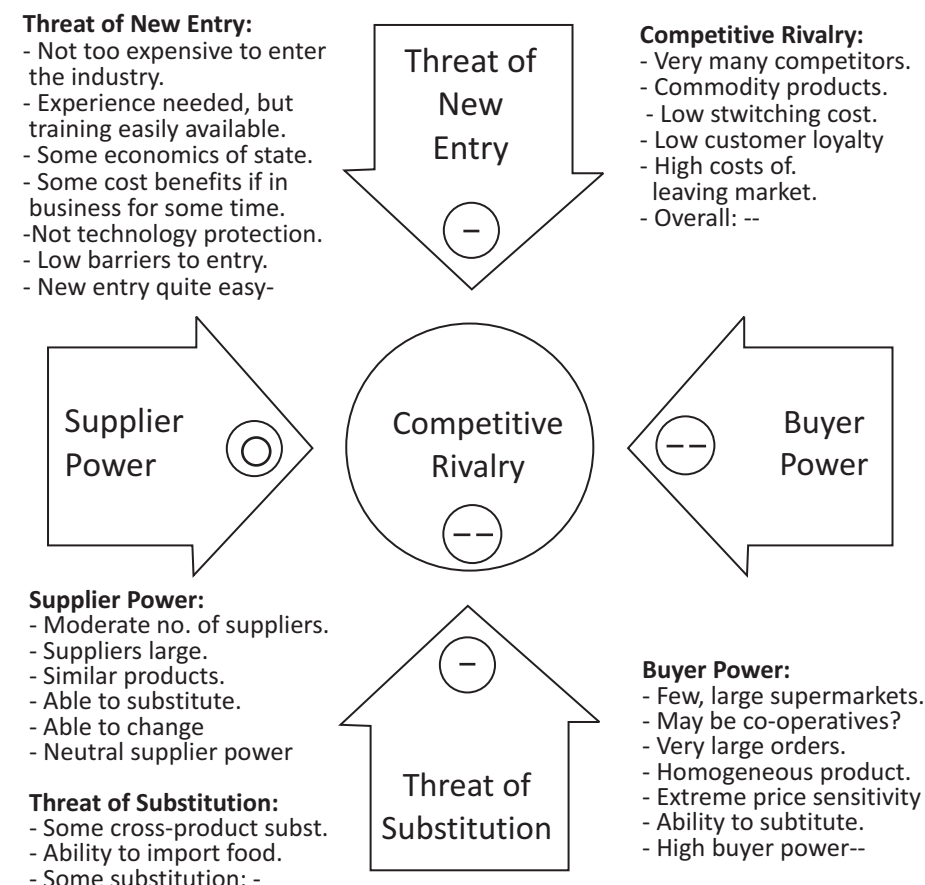 Threat of New Entry:
- Not too expensive to enter
the industry.
- Experience needed, but
training easily available.
- Some economics of state.
- Some cost benefits if in
business for some time.
-Not technology protection.
- Low barriers to entry.
- New entry quite easy-
Threat of
New
Entry
–
Competitive Rivalry:
- Very many competitors.
- Commodity products.
- Low stwitching cost.
- Low customer loyalty
- High costs of.
leaving market.
- Overall: --
Supplier
Power
O
Competitive
Rivalry
– –
– –
Buyer
Power
Supplier Power:
- Moderate no. of suppliers.
- Suppliers large.
- Similar products.
- Able to substitute.
- Able to change
- Neutral supplier power
Threat of Substitution:
- Some cross-product subst.
- Ability to import food.
- Some substitution: -
–
Threat of
Substitution
Buyer Power:
- Few, large supermarkets.
- May be co-operatives?
- Very large orders.
- Homogeneous product.
- Extreme price sensitivity
- Ability to subtitute.
- High buyer power--